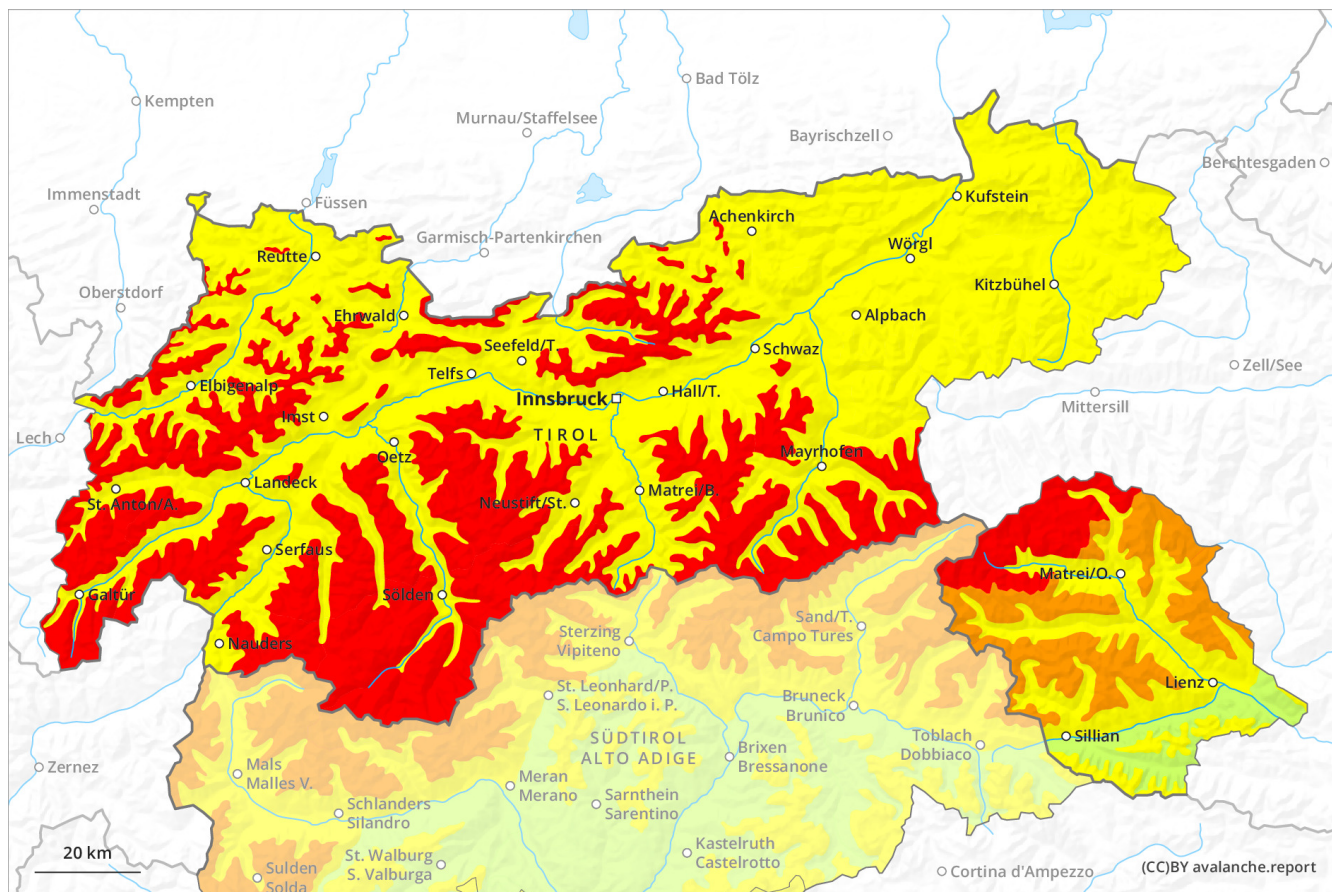 Bad Tölz
Kempten
Murnau/Staffelsee
Bayrischzell
Berchtesgaden
Immenstadt
Füssen
Kufstein
Achenkirch
Garmisch-Partenkirchen
Wörgl
Reutte
Kitzbühel
Oberstdorf
Ehrwald
Alpbach
Seefeld/T.
Schwaz
Zell/See
Telfs
Elbigenalp
Hall/T.
Innsbruck
Mittersill
Imst
TIROL
Lech
Oetz
Mayrhofen
Landeck
Matrei/B.
St. Anton/A.
Neustift/St.
Serfaus
Matrei/O.
Galtür
Sölden
Sand/T.
Campo Tures
Sterzing
Vipiteno
Nauders
Lienz
St. Leonhard/P.
S. Leonardo i. P.
Bruneck
Brunico
Sillian
SÜDTIROL
ALTO ADIGE
Toblach
Dobbiaco
Brixen
Bressanone
Zernez
Mals
Malles V.
Meran
Merano
Sarnthein
Sarentino
Schlanders
Silandro
Kastelruth
Castelrotto
20 km
St. Walburg
S. Valburga
Sulden
Solda
Cortina d'Ampezzo
(CC)BY avalanche.report